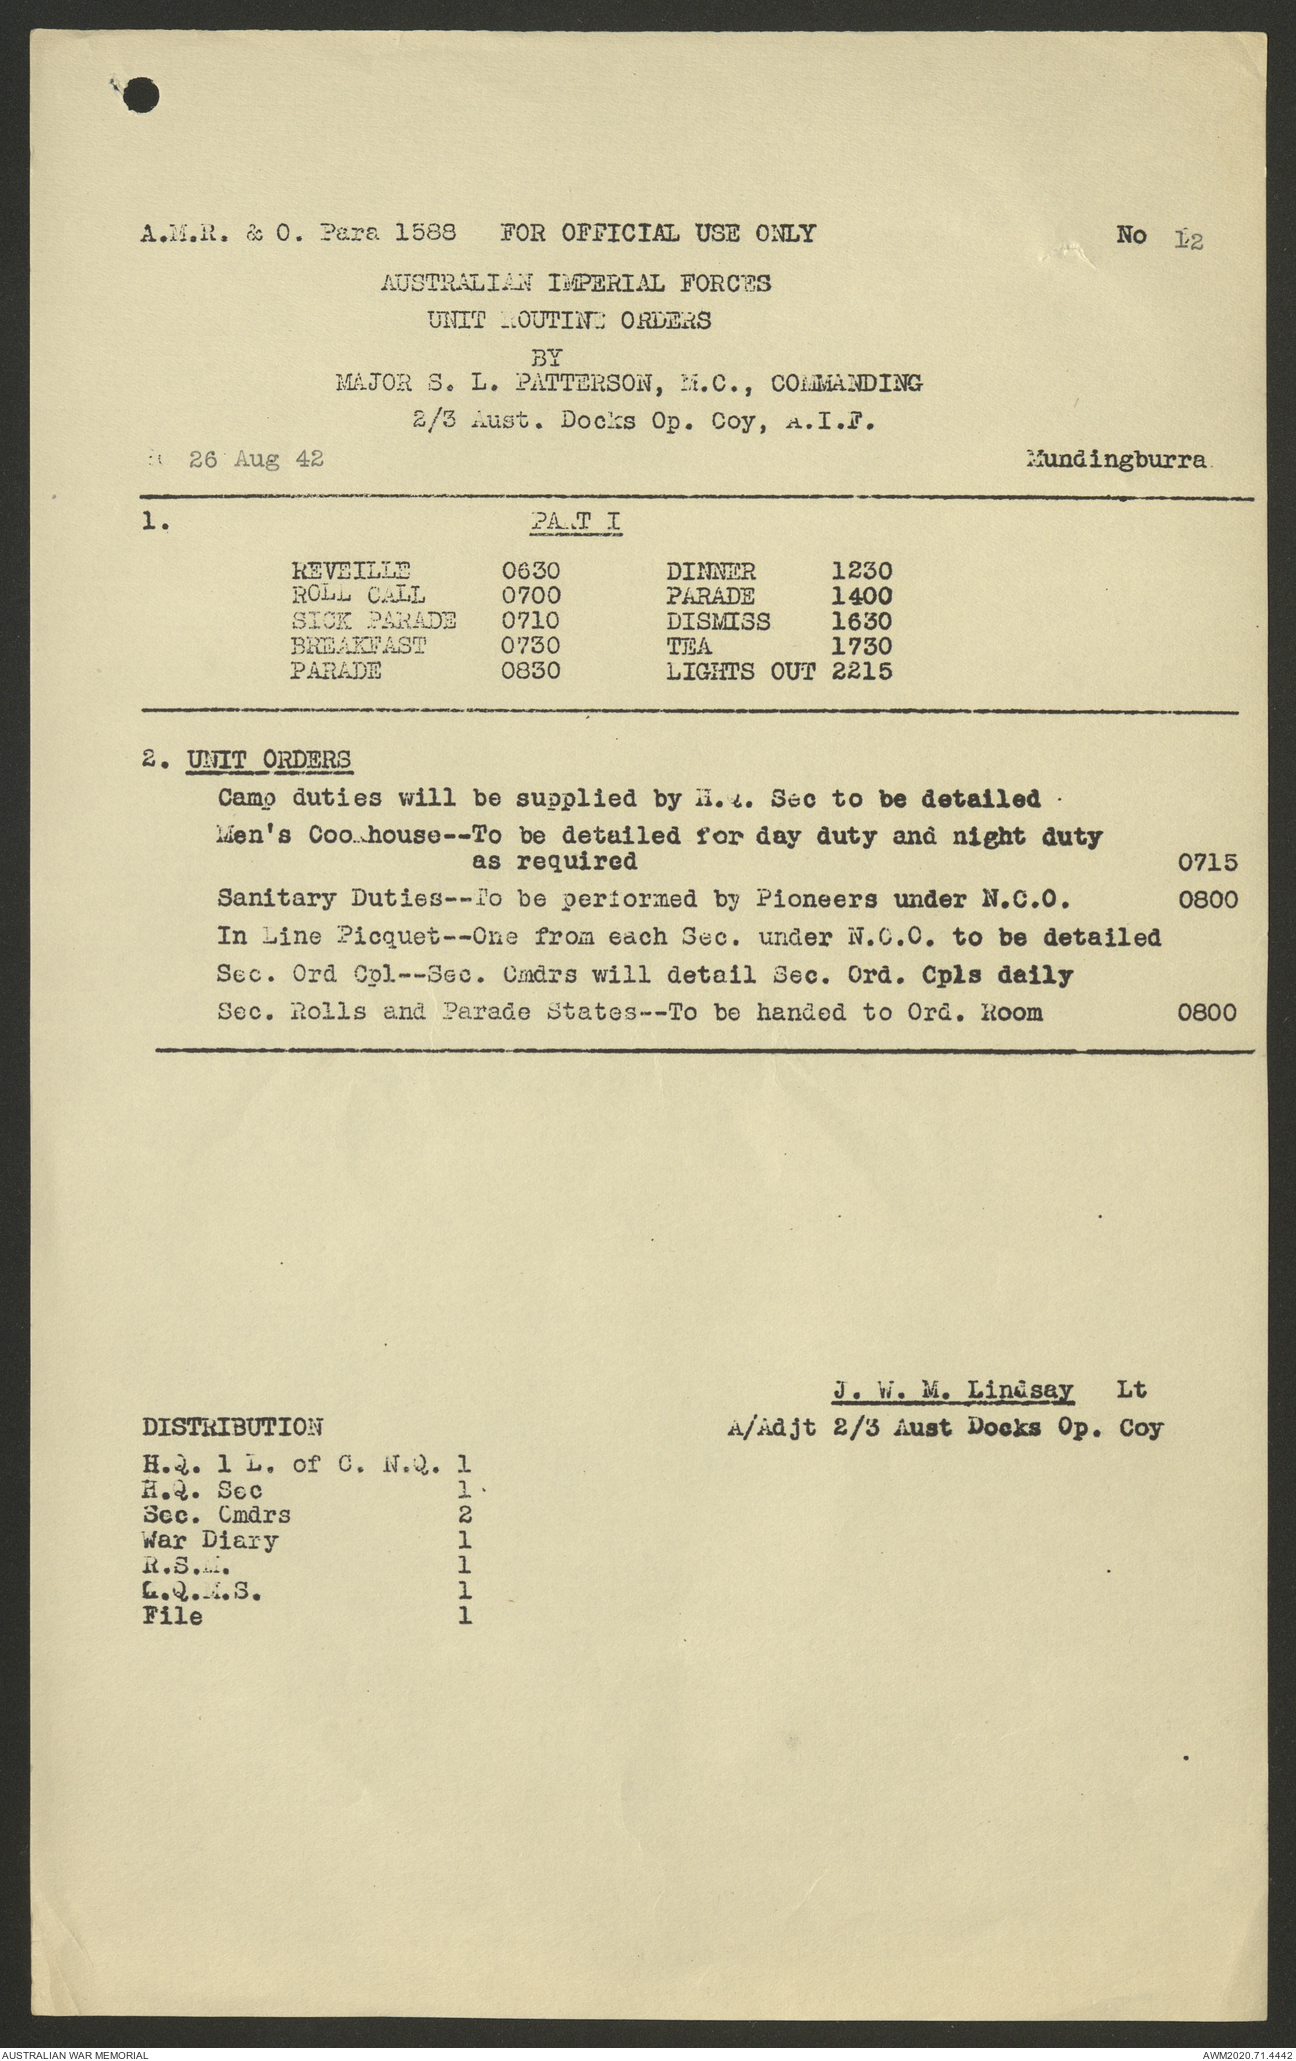 A.M.R. & O. Para 1588 FOR OFFICIAL USE ONLY No 12
AUSTRALIAN IMPERIAL FORCES
UNIT ROUTINE ORDERS
BY
MAJOR S. L. PATTERSON, M.C., COMMANDING
2/3 Aust. Docks Op. Coy, A.I.F.
26 Aug 42 Mundingburra
1. PART I
REVEILLE 0630 DINNER 1230
ROLL CALL 0700 PARADE 1400
SICK PARADE 0710 DISMISS 1630
BREAKFAST 0730 TEA 1730
PARADE 0830 LIGHTS OUT 2215
2. UNIT ORDERS
Camp duties will be supplied by H.Q. Sec to be detailed
Men's Cookhouse--To be detailed for day duty and night duty
as required 0715
Sanitary Duties--To be performed by Pioneers under N.C.O. 0800
In Line Picquet--One from each Sec. under N.C.O. to be detailed
Sec. Ord Cpl--Sec. Cmdrs will detail Sec. Ord. Cpls daily
Sec. Rolls and Parade States--To be handed to Ord. Room 0800
J. W. M. Lindsay Lt
DISTRIBUTION A/Adjt 2/3 Aust Docks Op. Coy
H.Q. 1 L. of C. N.Q. 1
H.Q. Sec 1
Sec. Cmdrs 2
War Diary 1
R.S.M. 1
C.Q.M.S. 1
File 1
AUSTRALIAN WAR MEMORIAL AWM2020.71.4442